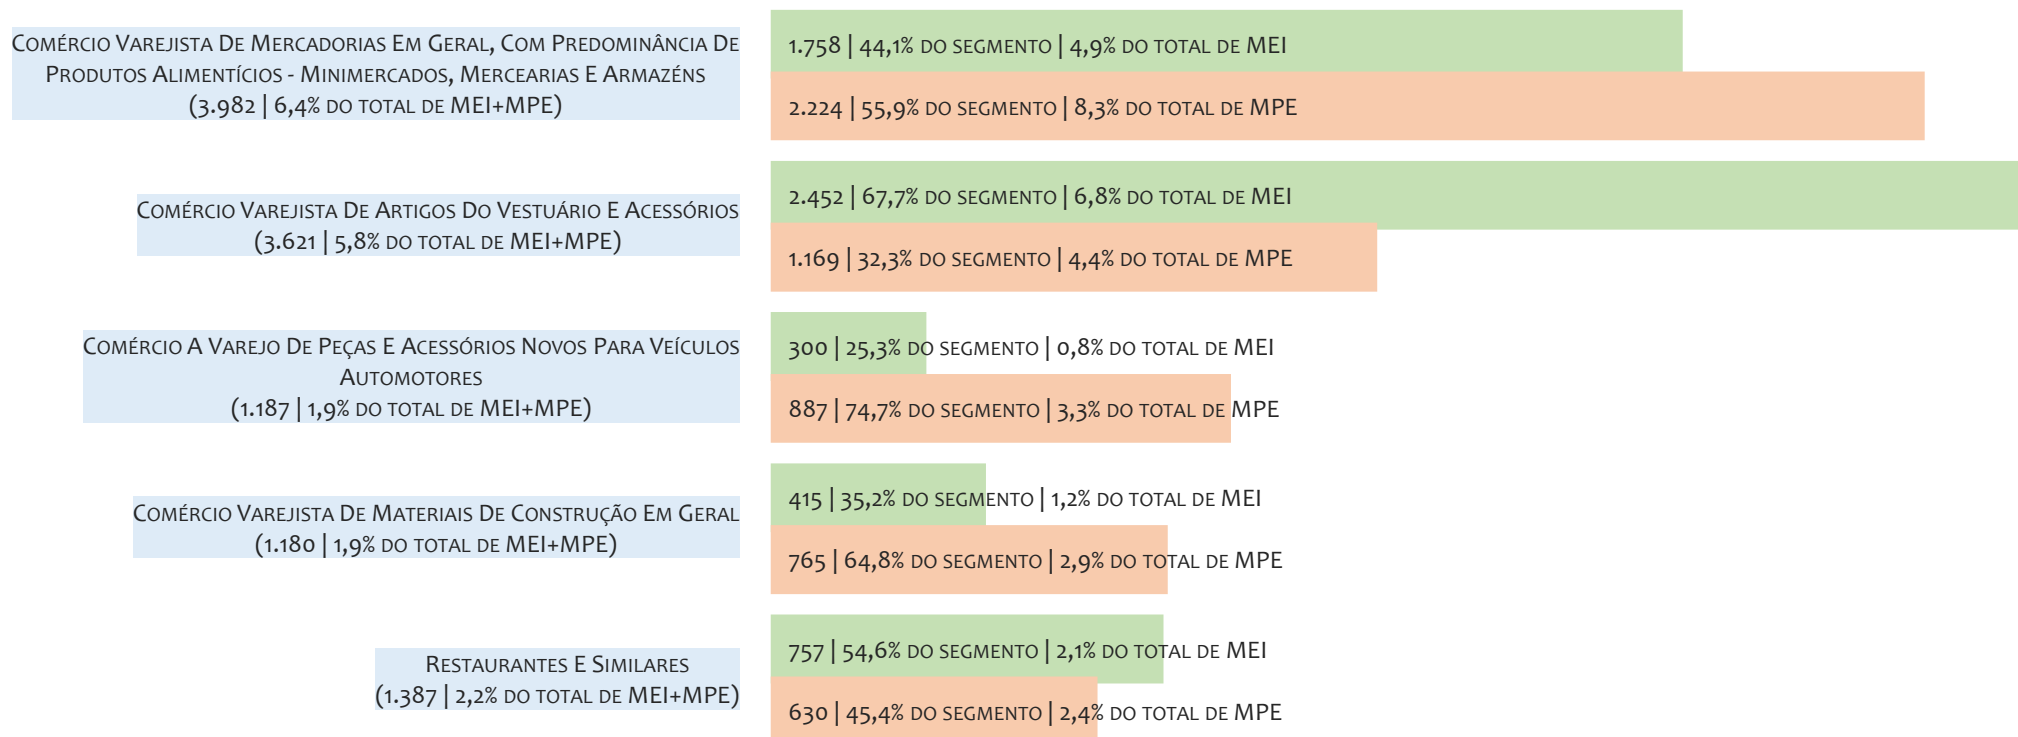 Comércio Varejista De Mercadorias Em Geral, Com Predominância De
Produtos Alimentícios - Minimercados, Mercearias E Armazéns
(3.982 | 6,4% do total de MEI+MPE)
1.758 | 44,1% do segmento | 4,9% do total de MEI
2.224 | 55,9% do segmento | 8,3% do total de MPE
Comércio Varejista De Artigos Do Vestuário E Acessórios
(3.621 | 5,8% do total de MEI+MPE)
2.452 | 67,7% do segmento | 6,8% do total de MEI
1.169 | 32,3% do segmento | 4,4% do total de MPE
Comércio A Varejo De Peças E Acessórios Novos Para Veículos
Automotores
(1.187 | 1,9% do total de MEI+MPE)
300 | 25,3% do segmento | 0,8% do total de MEI
887 | 74,7% do segmento | 3,3% do total de MPE
Comércio Varejista De Materiais De Construção Em Geral
(1.180 | 1,9% do total de MEI+MPE)
415 | 35,2% do segmento | 1,2% do total de MEI
765 | 64,8% do segmento | 2,9% do total de MPE
Restaurantes E Similares
(1.387 | 2,2% do total de MEI+MPE)
757 | 54,6% do segmento | 2,1% do total de MEI
630 | 45,4% do segmento | 2,4% do total de MPE